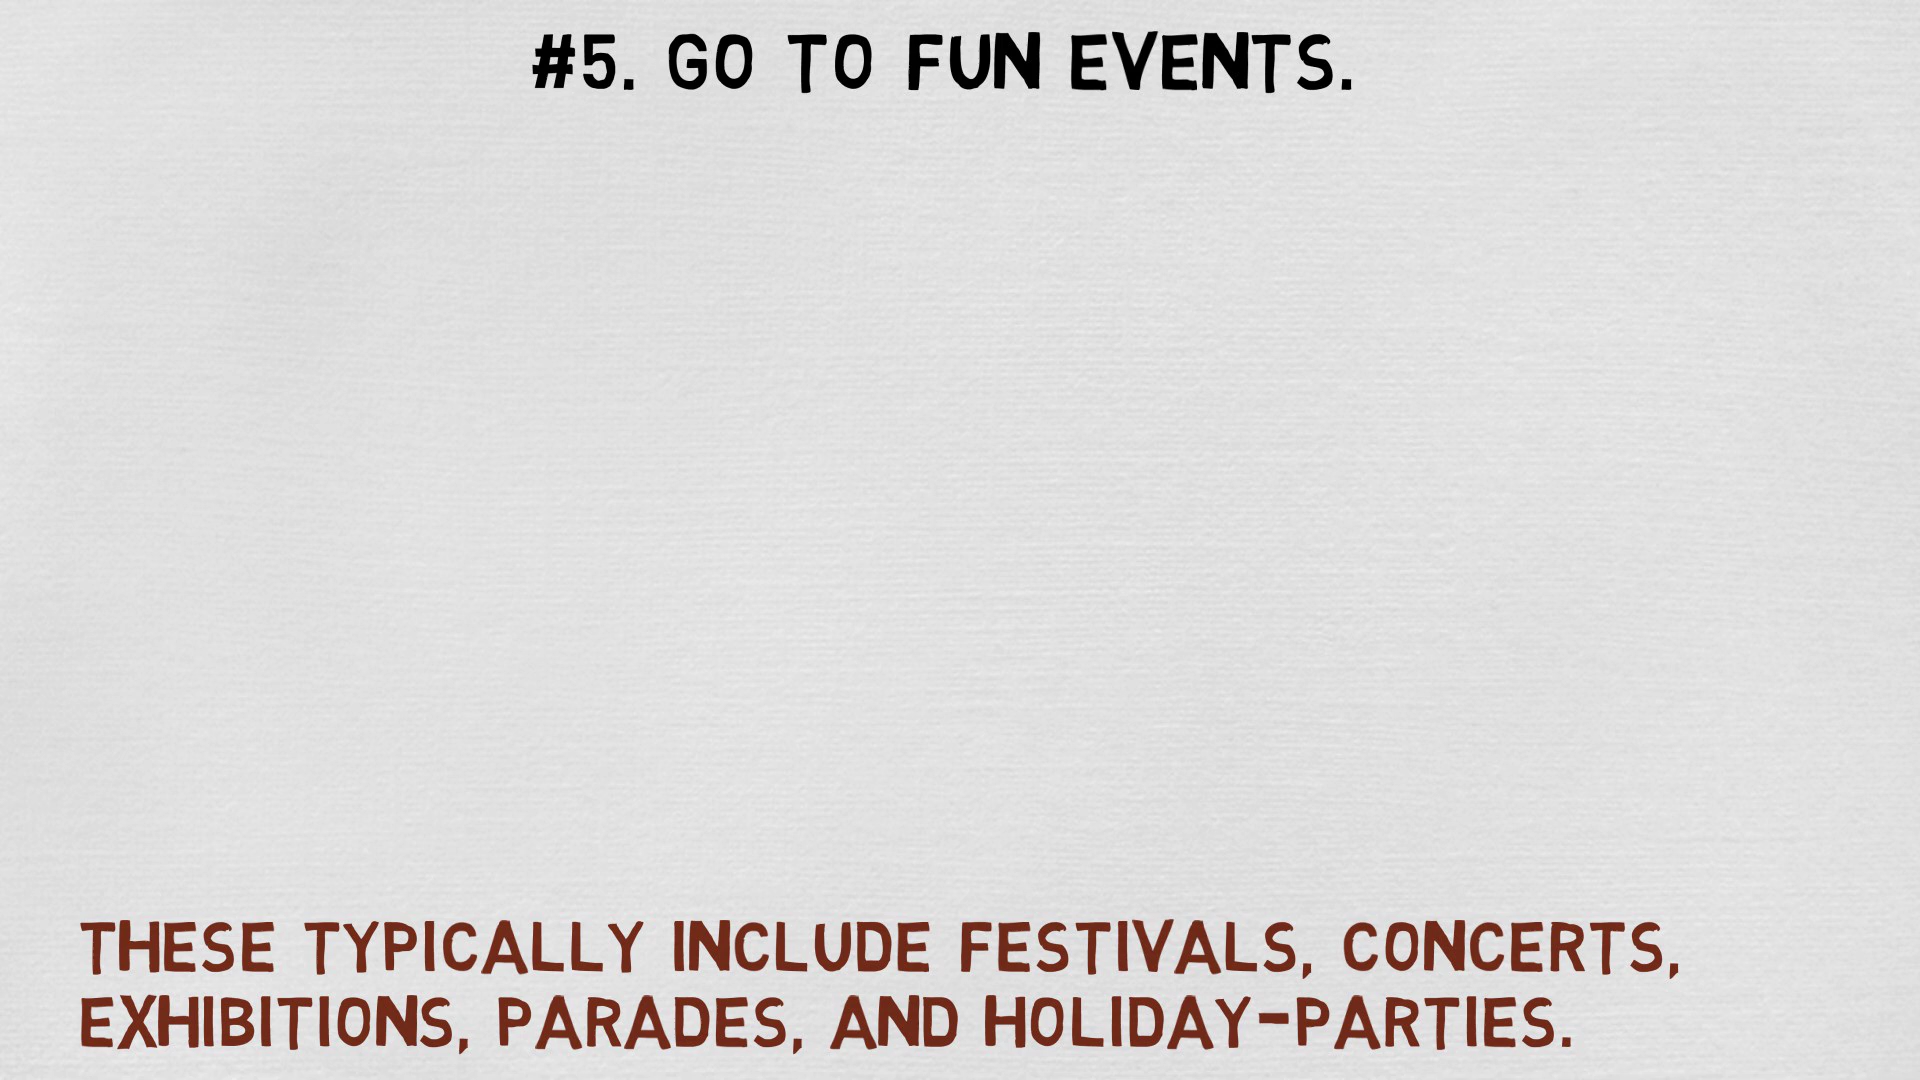 #5. GO TO FUN EVENTS.
THESE TYPICALLY INCLUDE FESTIVALS, CONCERTS,
EXHIBITIONS, PARADES, AND HOLIDAY-PARTIES.